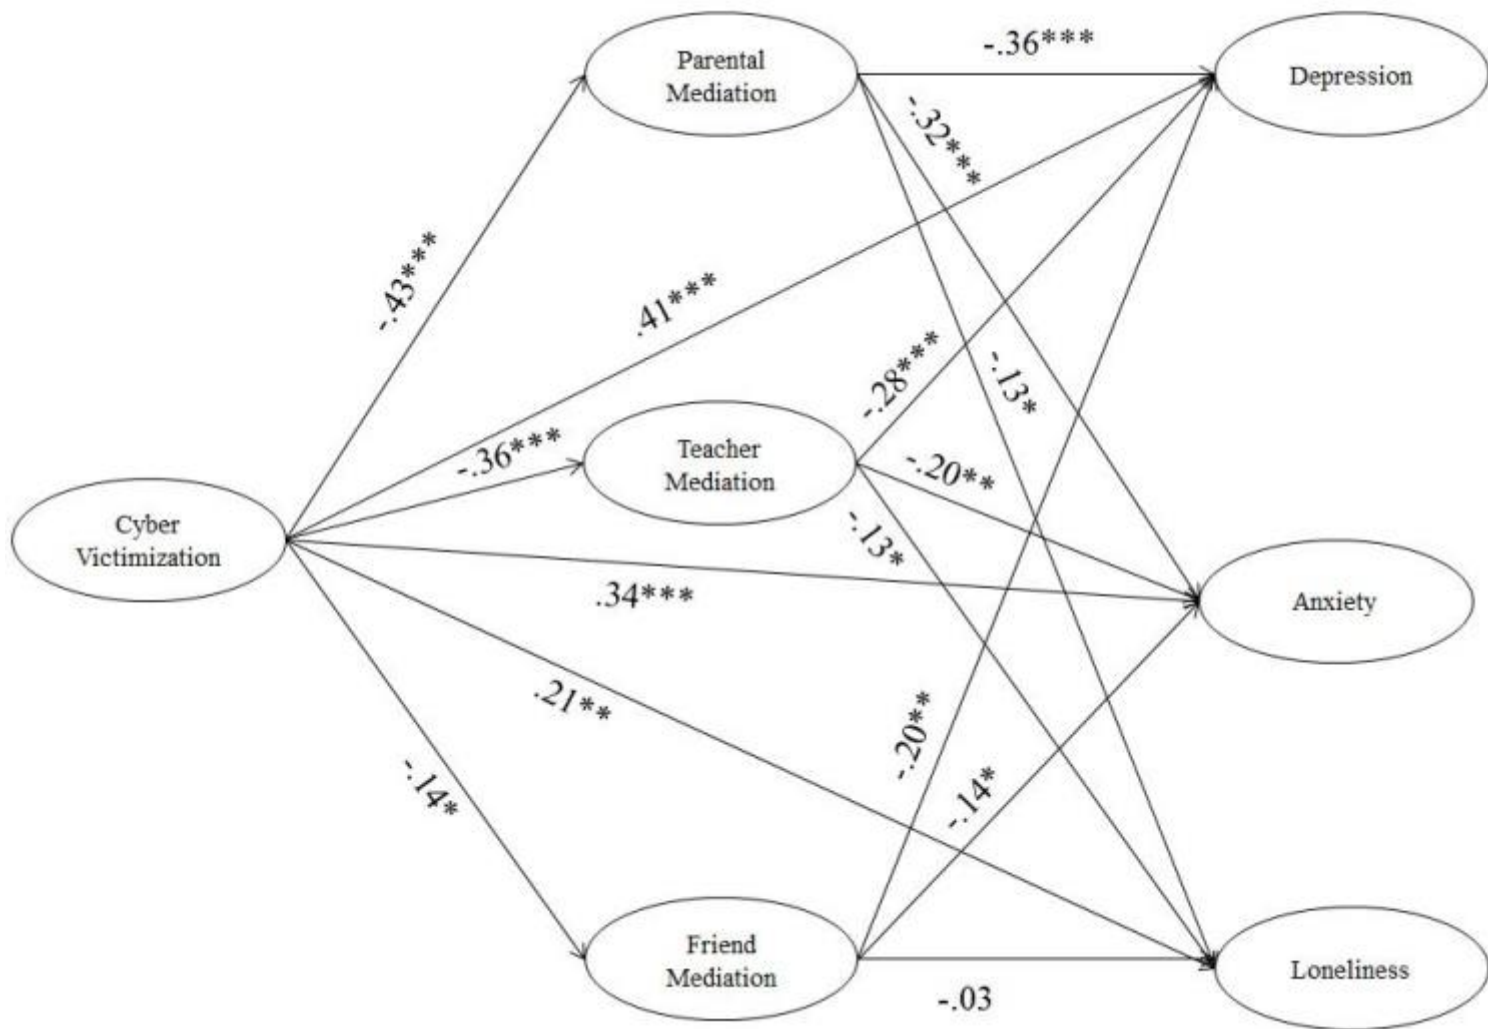 Parental
Mediation
-.36***
Depression
-.32***
-.43***
.41***
-.28***
-.13*
-.36***
Teacher
Mediation
-.20**
Cyber
Victimization
-.13*
.34***
Anxiety
.21**
-.20**
-.14*
-.14*
Friend
Mediation
-.03
Loneliness